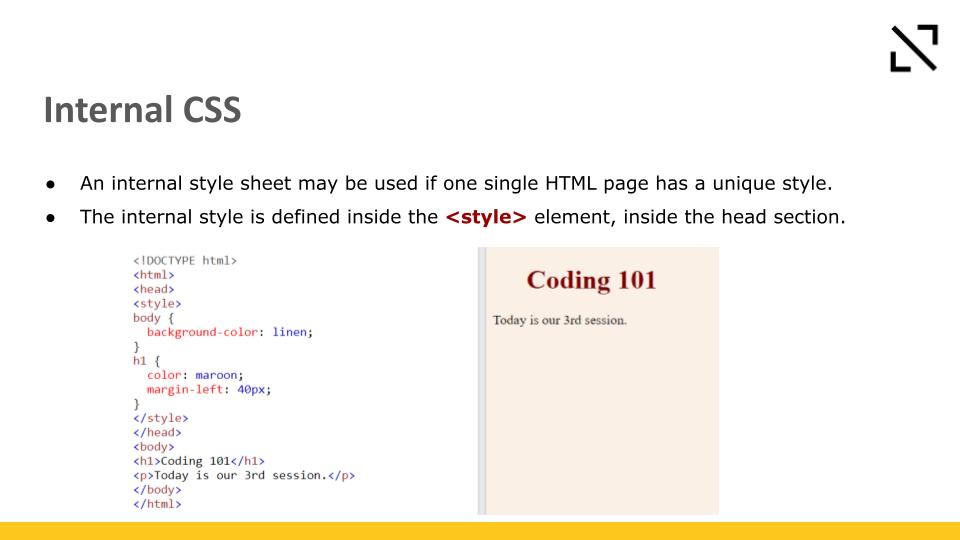 Internal CSS
● An internal style sheet may be used if one single HTML page has a unique style.
● The internal style is defined inside the <style> element, inside the head section.
<!DOCTYPE html>
<html>
<head>
<style>
body {
  background-color: linen;
}
h1 {
  color: maroon;
  margin-left: 40px;
}
</style>
</head>
<body>
<h1>Coding 101</h1>
<p>Today is our 3rd session.</p>
</body>
</html>
Coding 101
Today is our 3rd session.